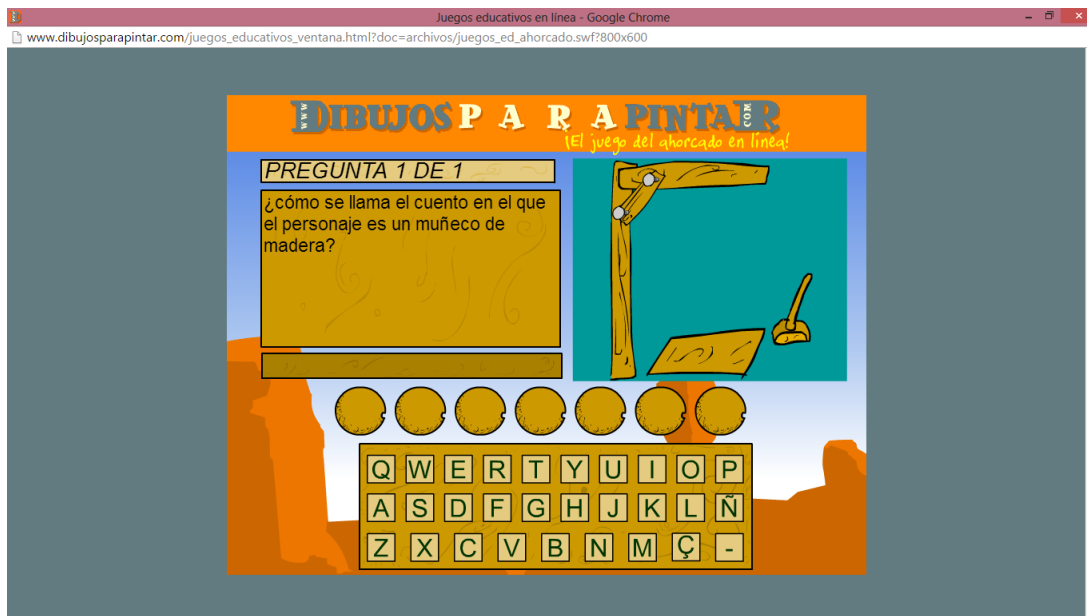 Juegos educativos en línea - Google Chrome
www.dibujosparapintar.com/juegos_educativos_ventana.html?doc=archivos/juegos_ed_ahorcado.swf?800x600
WWW DIBUJOS PARA PINTAR COM
¡El juego del ahorcado en línea!
PREGUNTA 1 DE 1
¿cómo se llama el cuento en el que
el personaje es un muñeco de
madera?
Q W E R T Y U I O P
A S D F G H J K L Ñ
Z X C V B N M Ç -